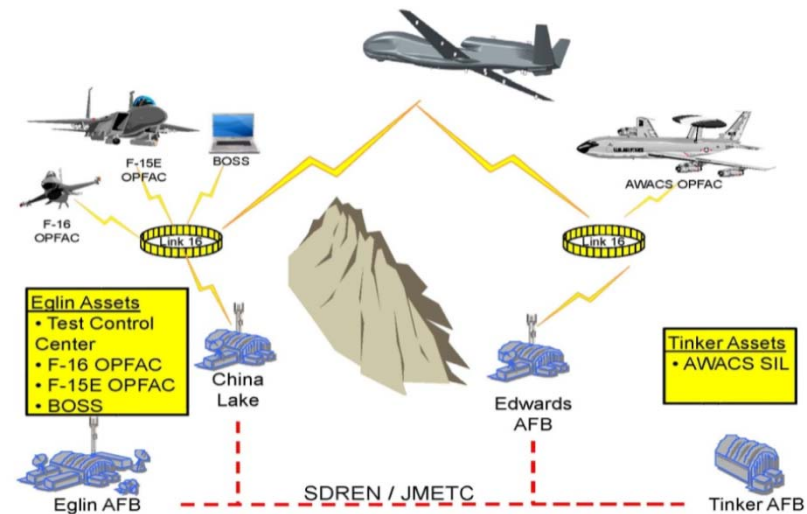 F-15E
OPFAC
BOSS
F-16
OPFAC
AWACS OPFAC
Link 16
Link 16
Eglin Assets
• Test Control
Center
• F-16 OPFAC
• F-15E OPFAC
• BOSS
China
Lake
Edwards
AFB
Tinker Assets
• AWACS SIL
Eglin AFB
SDREN / JMETC
Tinker AFB